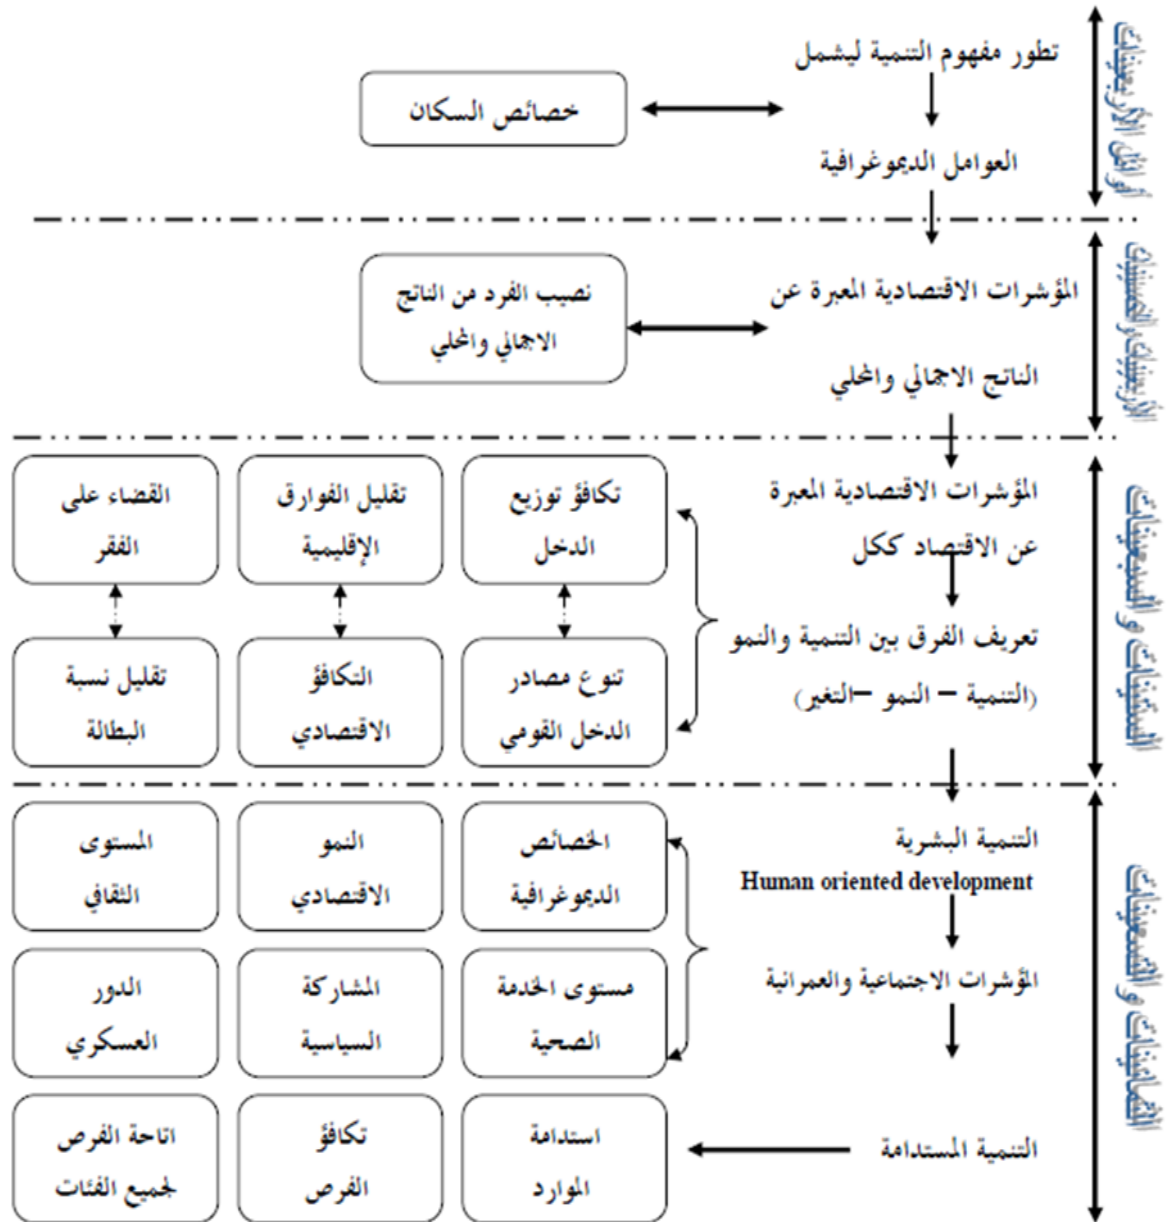 أوائل الأربعينات
تطور مفهوم التنمية ليشمل
خصائص السكان
العوامل الديموغرافية
الأربعينيات والخمسينيات
المؤشرات الاقتصادية المعبرة عن
الناتج الاجمالي والمحلي
نصيب الفرد من الناتج
الاجمالي والمحلي
الستينات والسبعينات
المؤشرات الاقتصادية المعبرة
عن الاقتصاد ككل
تعريف الفرق بين التنمية والنمو
(التنمية – النمو –التغير)
تكافؤ توزيع
الدخل
تقليل الفوارق
الإقليمية
القضاء على
الفقر
تنوع مصادر
الدخل القومي
التكافؤ
الاقتصادي
تقليل نسبة
البطالة
الثمانينات والتسعينات
التنمية البشرية
Human oriented development
المؤشرات الاجتماعية والعمرانية
التنمية المستدامة
الخصائص
الديموغرافية
النمو
الاقتصادي
المستوى
الثقافي
مستوى الخدمة
الصحية
المشاركة
السياسية
الدور
العسكري
استدامة
الموارد
تكافؤ
الفرص
اتاحة الفرص
لجميع الفئات